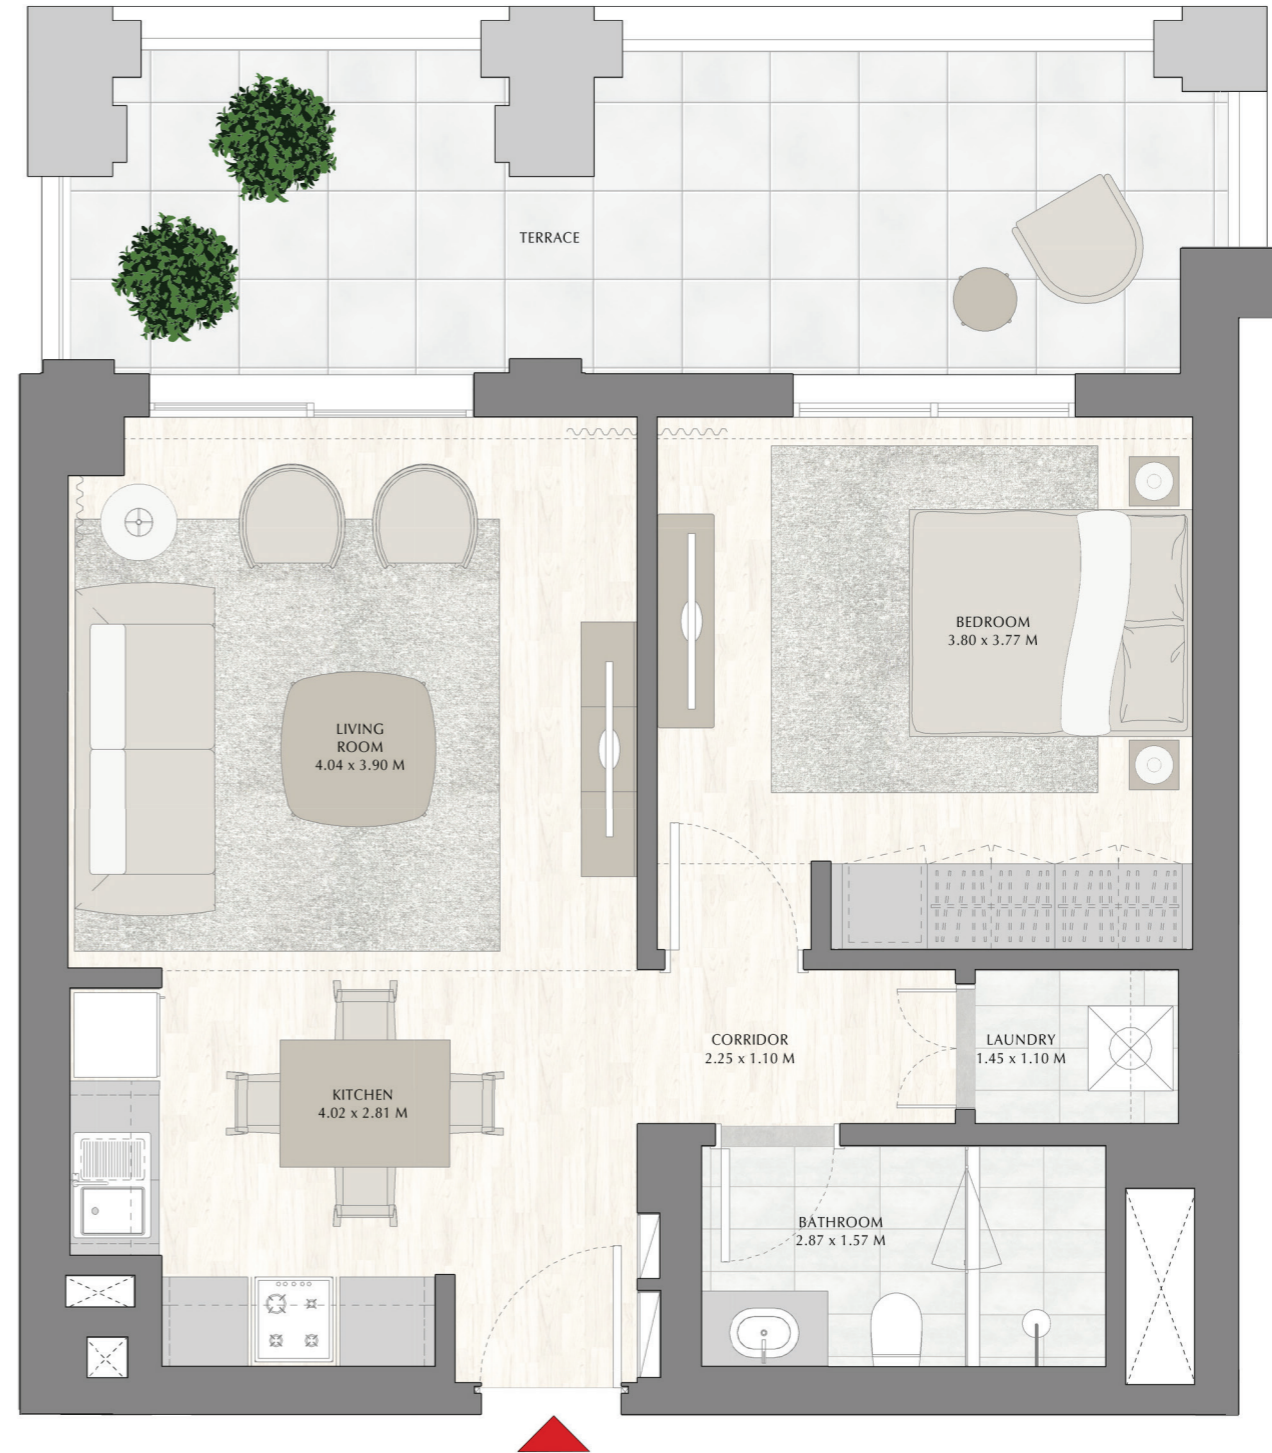 TERRACE
BEDROOM
3.80 x 3.77 M
LIVING
ROOM
4.04 x 3.90 M
CORRIDOR
2.25 x 1.10 M
LAUNDRY
1.45 x 1.10 M
KITCHEN
4.02 x 2.81 M
BATHROOM
2.87 x 1.57 M